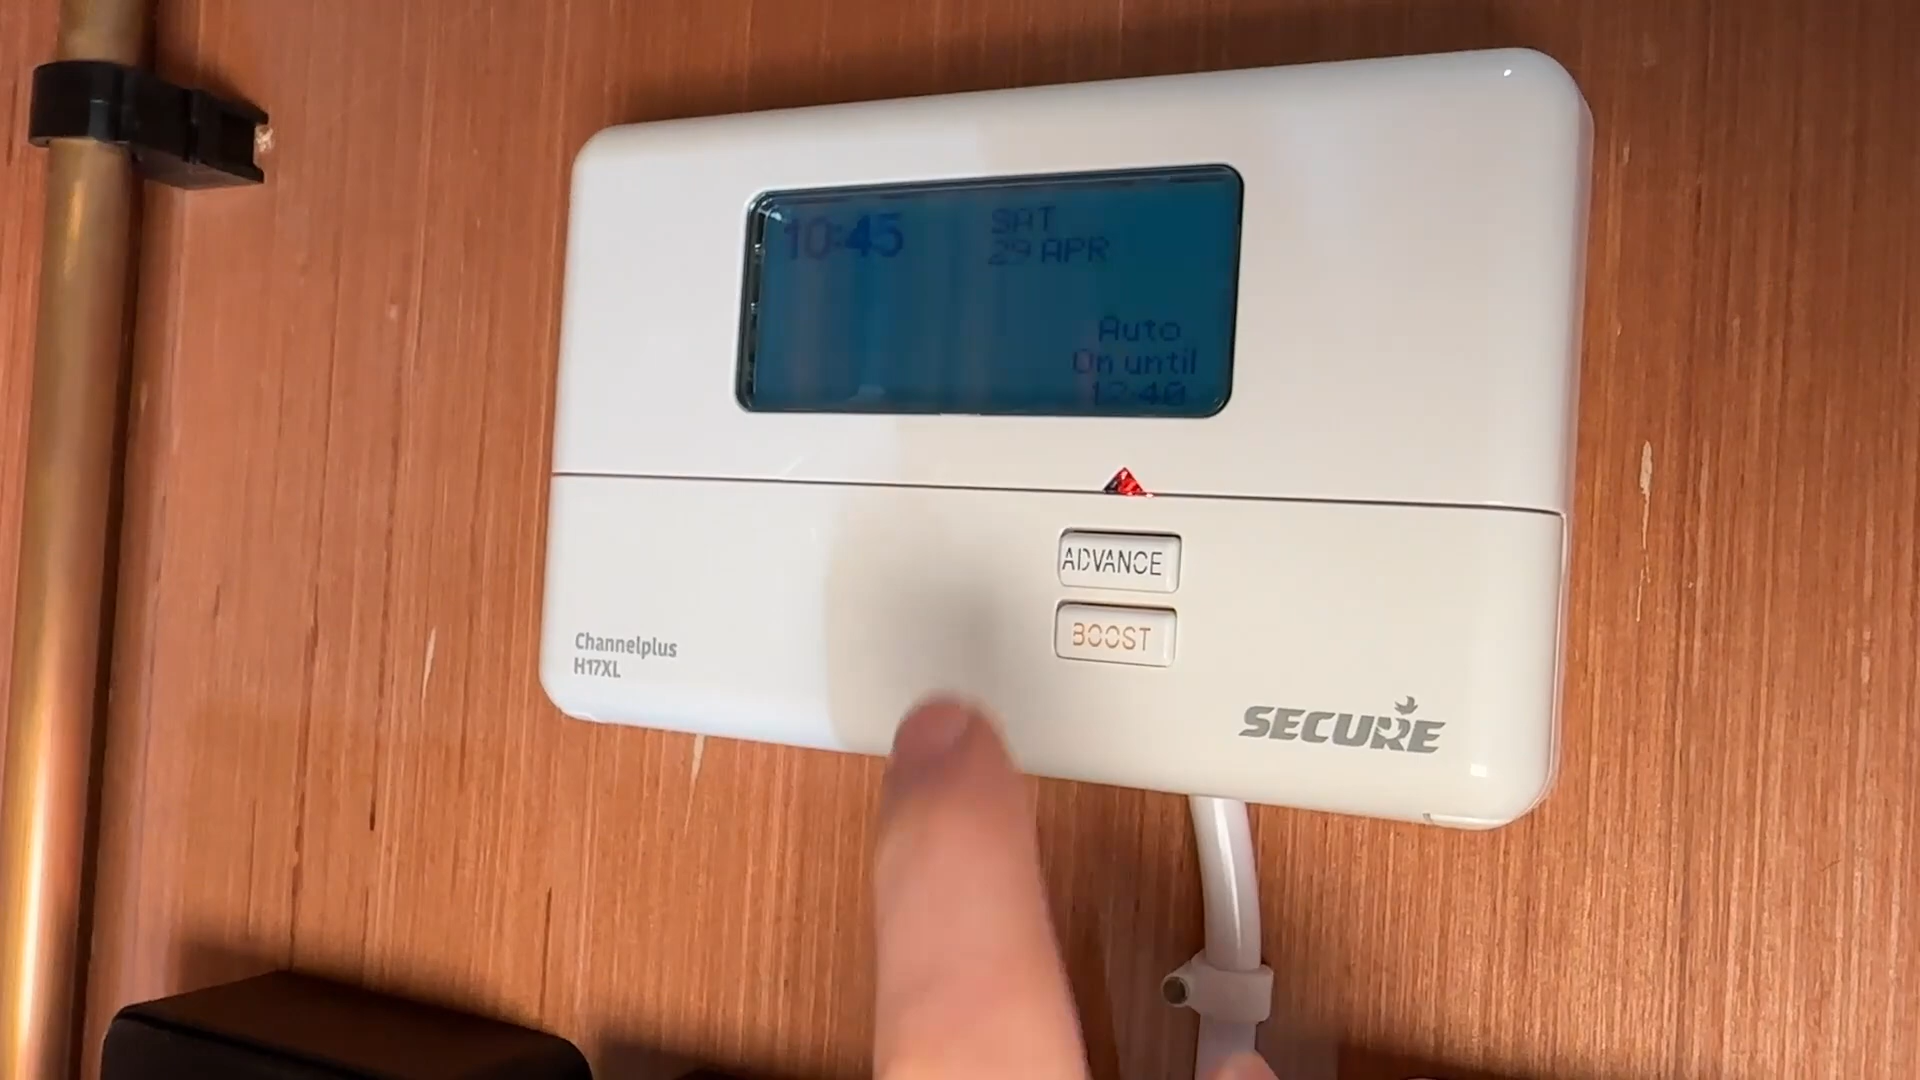 10:45
SAT
29 APR
Auto
On until
12:40
ADVANCE
BOOST
Channelplus
H17XL
SECURE